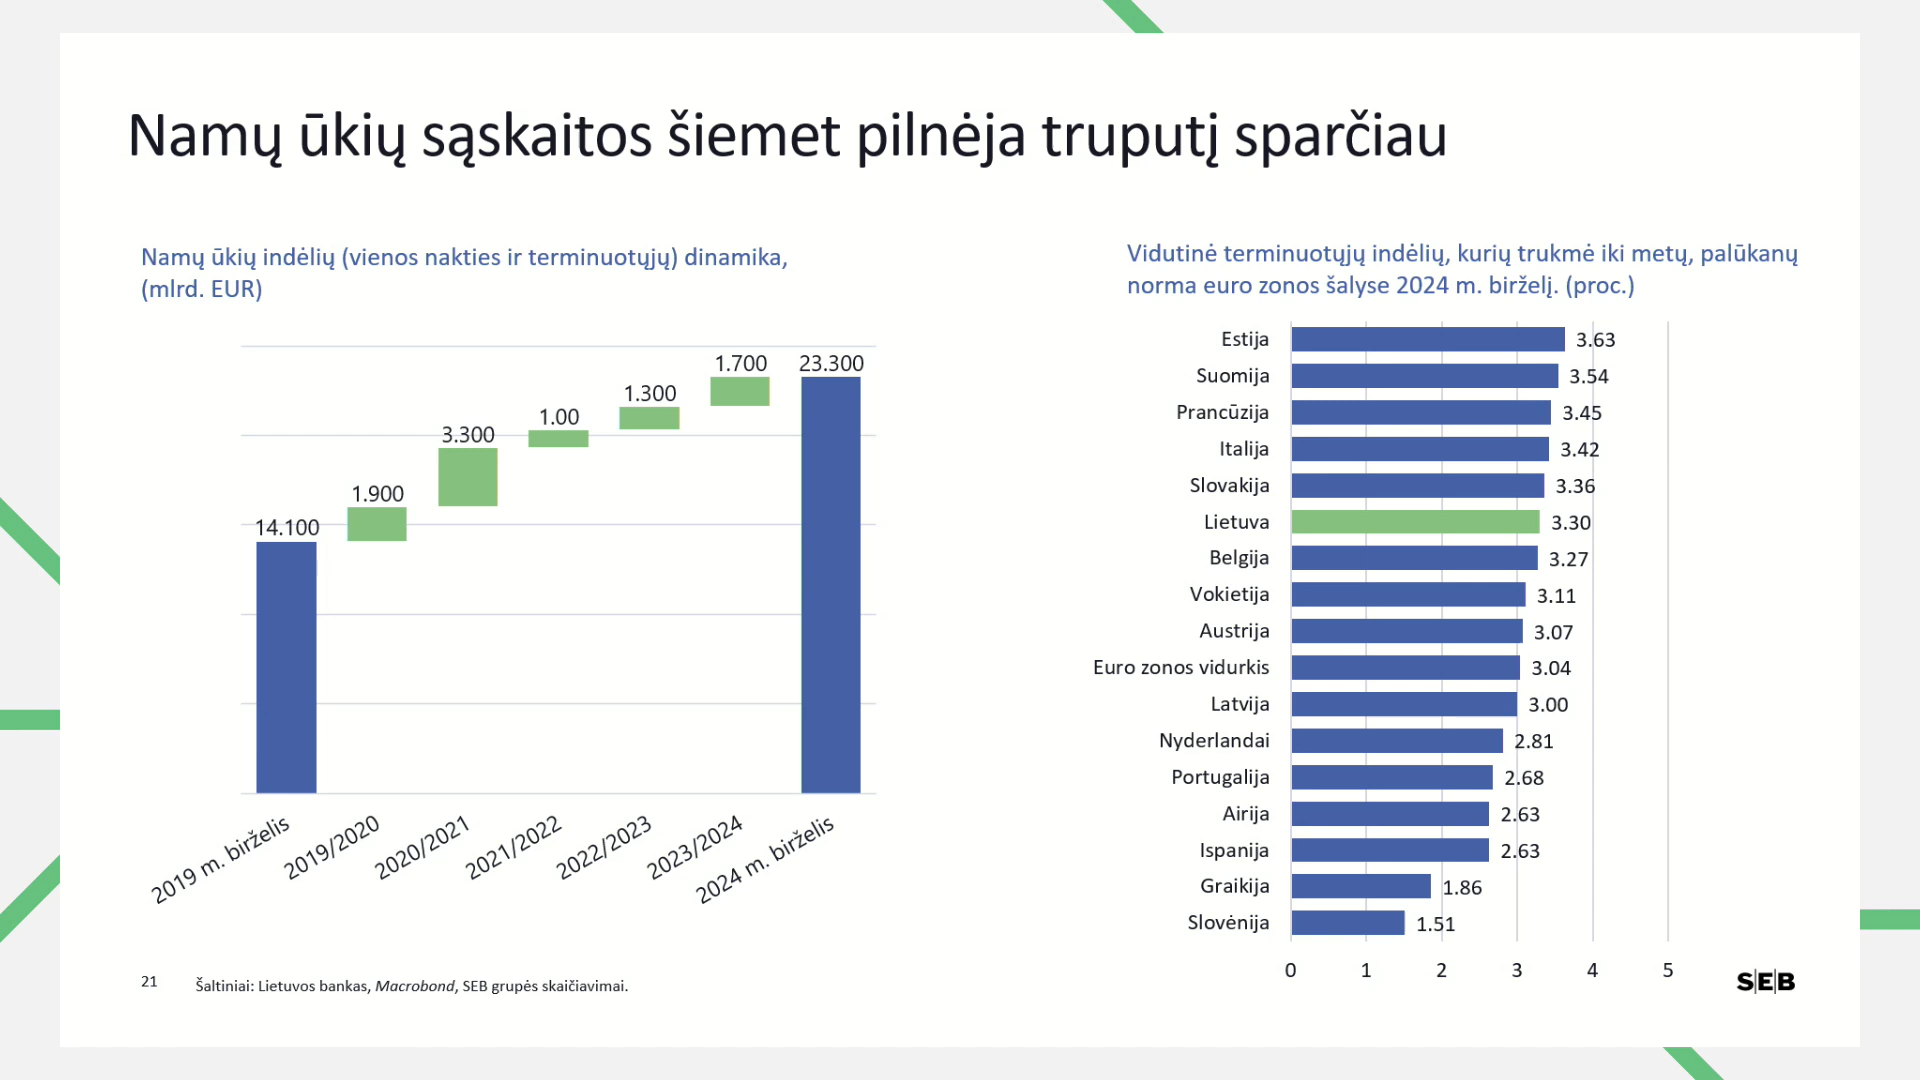 Namų ūkių sąskaitos šiemet pilnėja truputį sparčiau
Namų ūkių indėlių (vienos nakties ir terminuotųjų) dinamika,
(mlrd. EUR)
14.100
1.900
3.300
1.00
1.300
1.700
23.300
2019 m. birželis
2019/2020
2020/2021
2021/2022
2022/2023
2023/2024
2024 m. birželis
Vidutinė terminuotųjų indėlių, kurių trukmė iki metų, palūkanų
norma euro zonos šalyse 2024 m. birželį. (proc.)
Estija 3.63
Suomija 3.54
Prancūzija 3.45
Italija 3.42
Slovakija 3.36
Lietuva 3.30
Belgija 3.27
Vokietija 3.11
Austrija 3.07
Euro zonos vidurkis 3.04
Latvija 3.00
Nyderlandai 2.81
Portugalija 2.68
Airija 2.63
Ispanija 2.63
Graikija 1.86
Slovėnija 1.51
0 1 2 3 4 5
21 Šaltiniai: Lietuvos bankas, Macrobond, SEB grupės skaičiavimai.
SEB